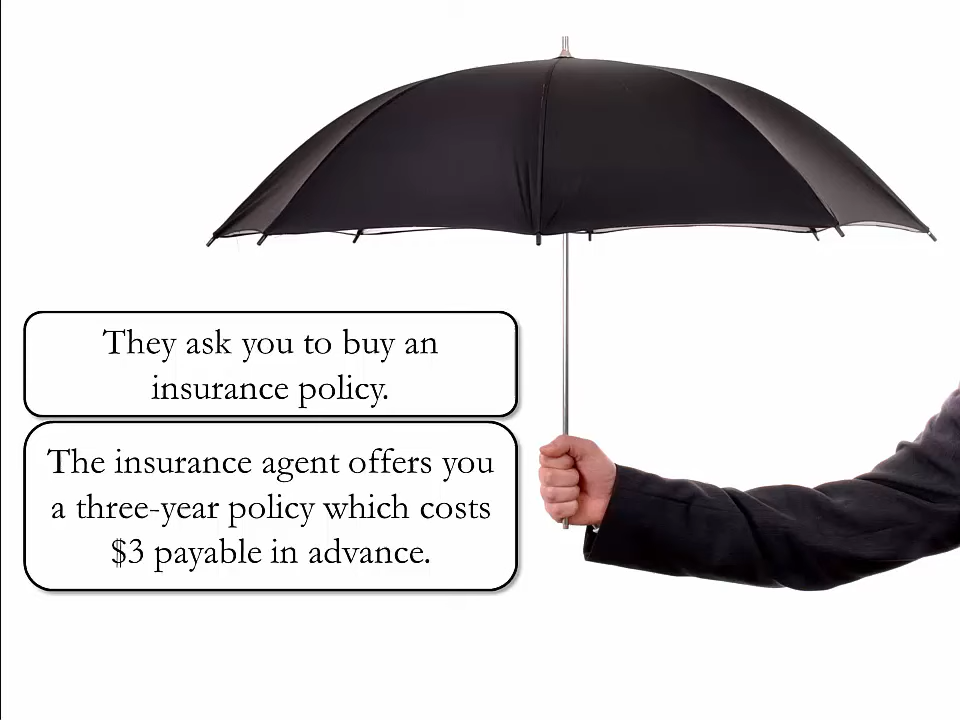 They ask you to buy an
insurance policy.
The insurance agent offers you
a three-year policy which costs
$3 payable in advance.